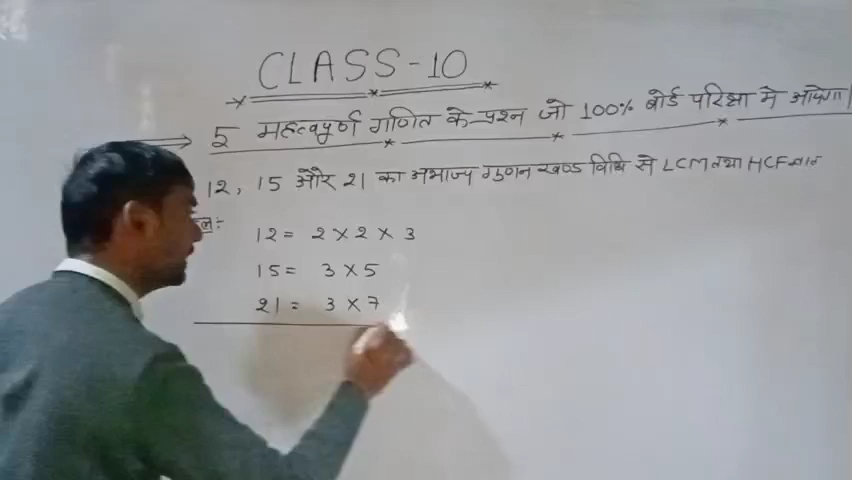 CLASS-10
5 महत्वपूर्ण गणित के प्रश्न जो 100% बोर्ड परिक्षा मे आयेगा।
12, 15 और 21 का अभाज्य गुणन खण्ड विधि से LCM तथा HCF
12 = 2 × 2 × 3
15 = 3 × 5
21 = 3 × 7